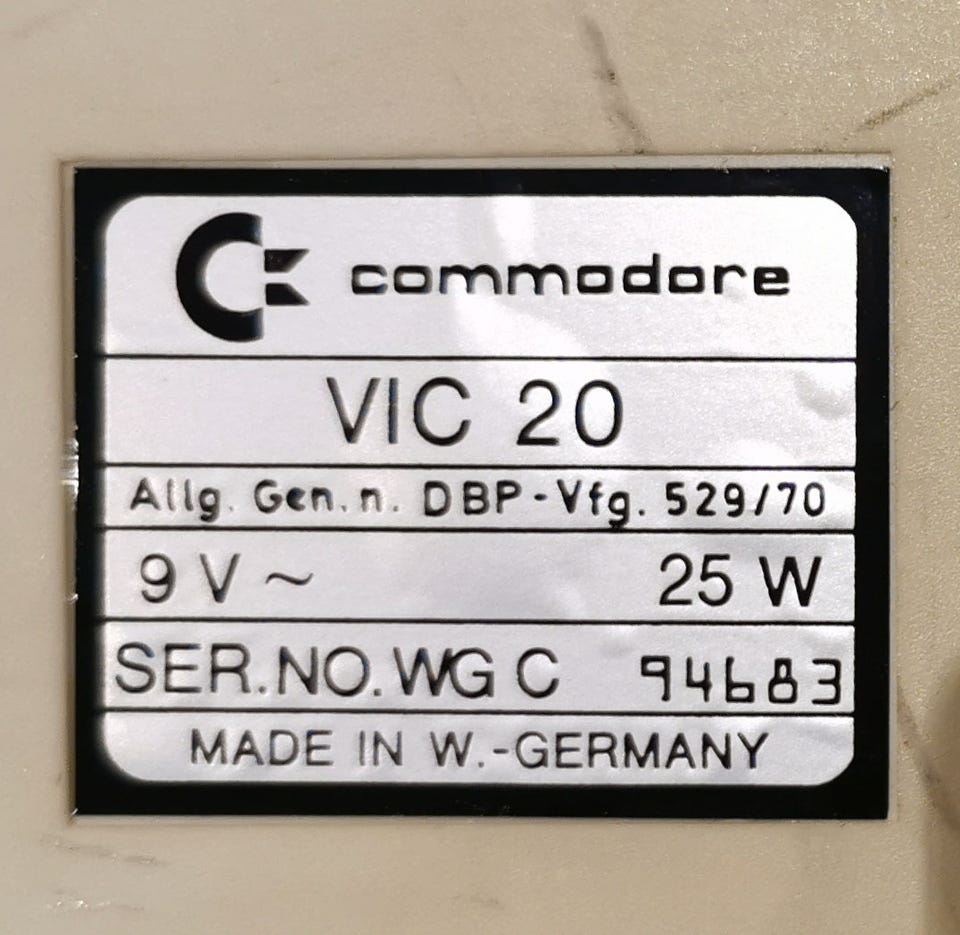 commodore
VIC 20
Allg. Gen. n. DBP-Vfg. 529/70
9 V ~ 25 W
SER.NO. WG C 94683
MADE IN W.-GERMANY